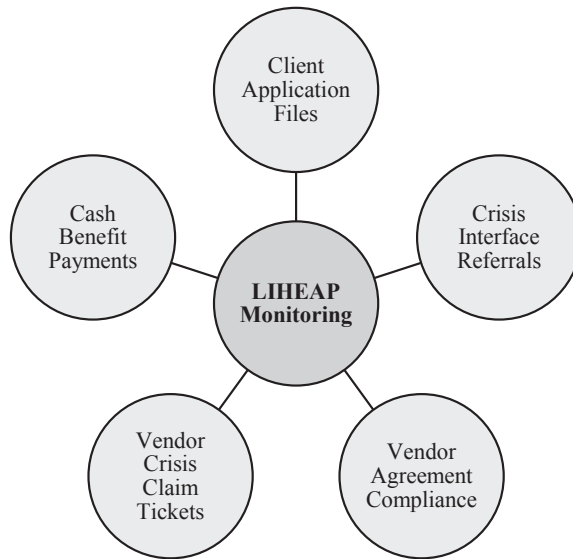 Client
Application
Files
Cash
Benefit
Payments
Crisis
Interface
Referrals
LIHEAP
Monitoring
Vendor
Crisis
Claim
Tickets
Vendor
Agreement
Compliance